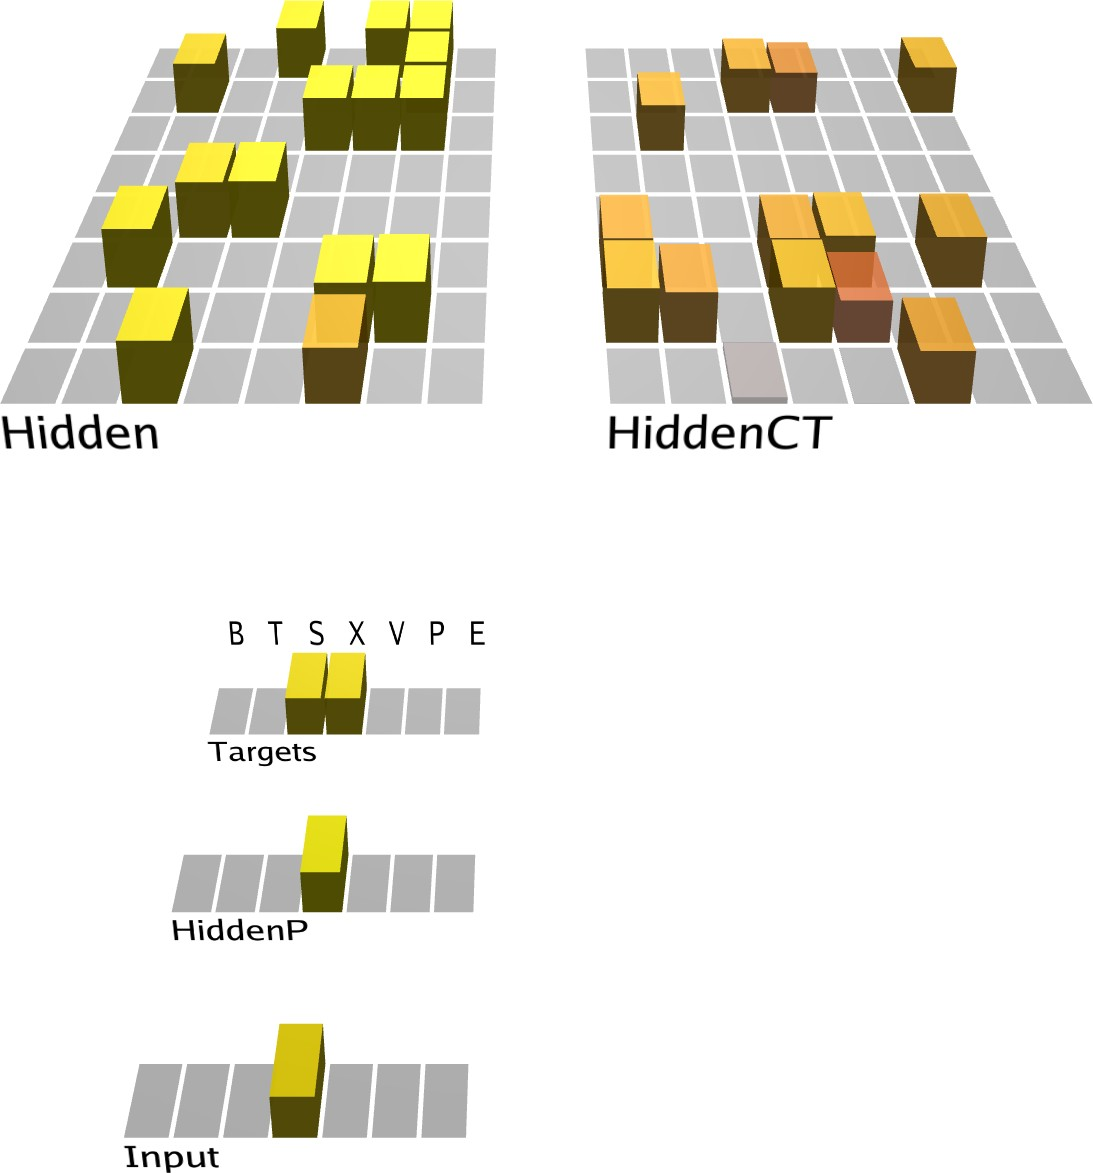 Hidden
HiddenCT
B T S X V P E
Targets
HiddenP
Input